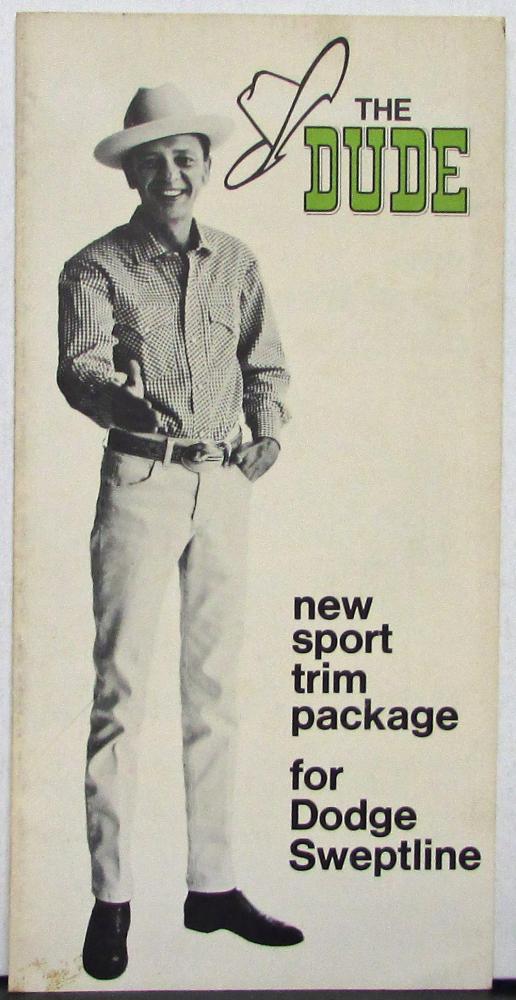 THE
DUDE
new
sport
trim
package
for
Dodge
Sweptline